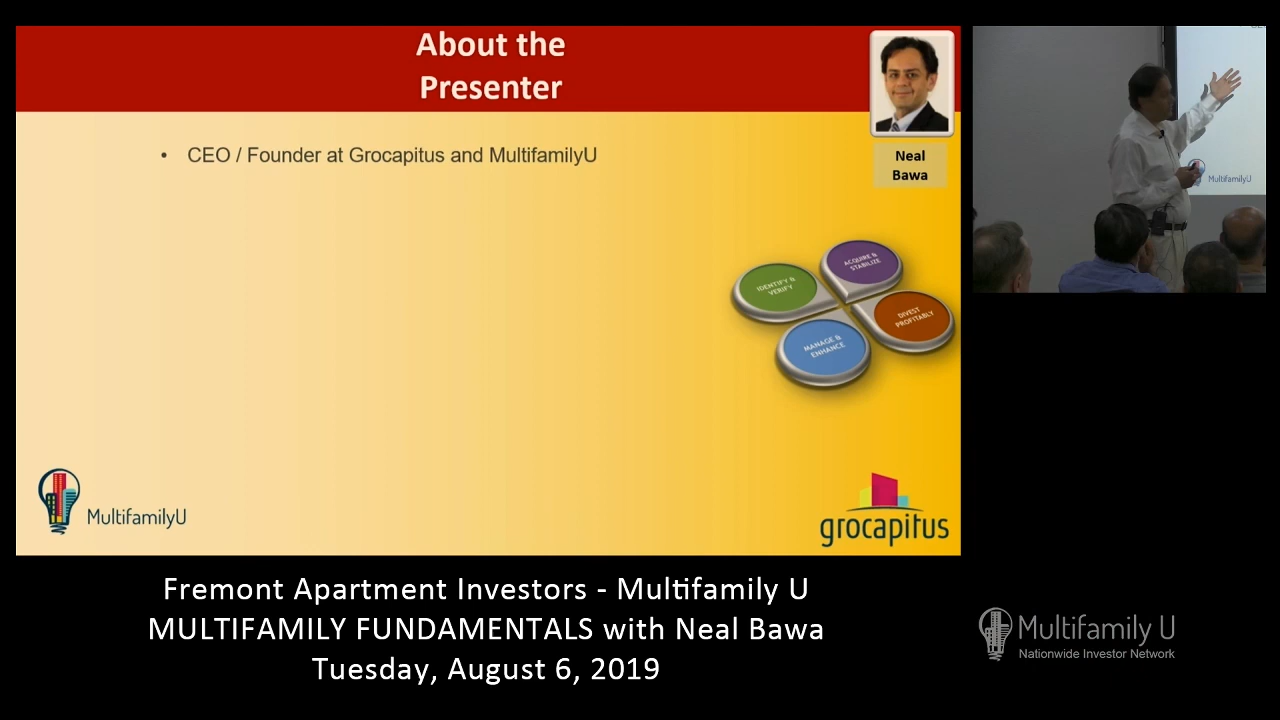 About the
Presenter
Neal
Bawa
• CEO / Founder at Grocapitus and MultifamilyU
ACQUIRE &
STABILIZE
IDENTIFY &
VERIFY
DIVEST
PROFITABLY
MANAGE &
ENHANCE
MultifamilyU
grocapitus
MultifamilyU
Fremont Apartment Investors - Multifamily U
MULTIFAMILY FUNDAMENTALS with Neal Bawa
Tuesday, August 6, 2019
Multifamily U
Nationwide Investor Network